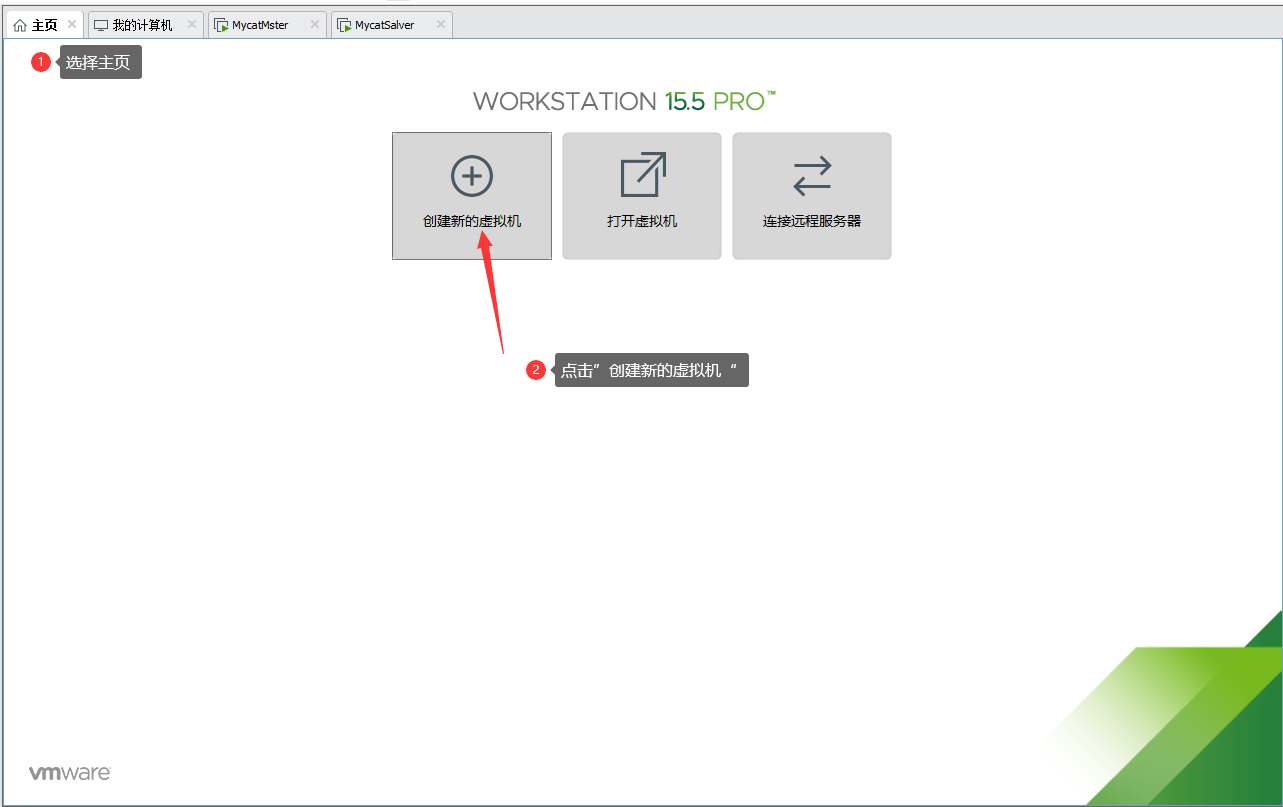 主页
我的计算机
MycatMster
MycatSalver
1
选择主页
WORKSTATION 15.5 PRO™
创建新的虚拟机
打开虚拟机
连接远程服务器
2
点击”创建新的虚拟机“
vmware